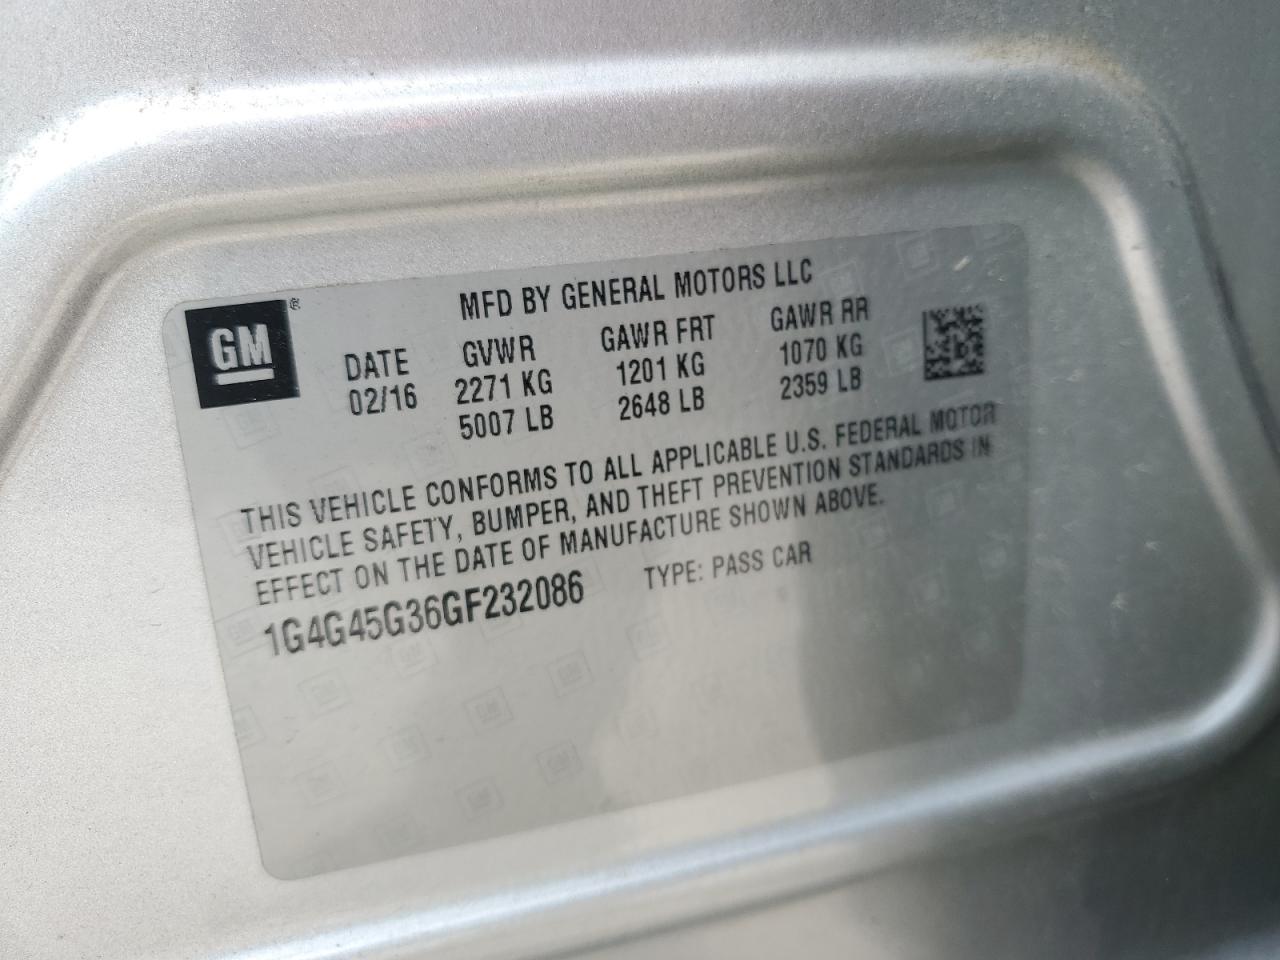 GM ®
MFD BY GENERAL MOTORS LLC
DATE GVWR GAWR FRT GAWR RR
02/16 2271 KG 1201 KG 1070 KG
5007 LB 2648 LB 2359 LB
THIS VEHICLE CONFORMS TO ALL APPLICABLE U.S. FEDERAL MOTOR
VEHICLE SAFETY, BUMPER, AND THEFT PREVENTION STANDARDS IN
EFFECT ON THE DATE OF MANUFACTURE SHOWN ABOVE.
1G4G45G36GF232086 TYPE: PASS CAR